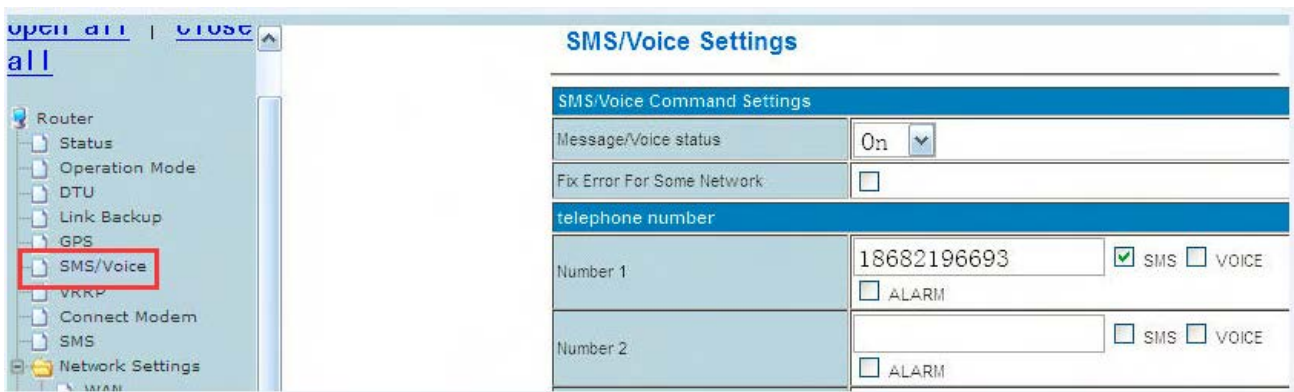 open all | close
all
Router
Status
Operation Mode
DTU
Link Backup
GPS
SMS/Voice
VRRP
Connect Modem
SMS
Network Settings
WAN
SMS/Voice Settings
SMS/Voice Command Settings
Message/Voice status
On
Fix Error For Some Network
telephone number
Number 1
18682196693 SMS VOICE
ALARM
Number 2
SMS VOICE
ALARM